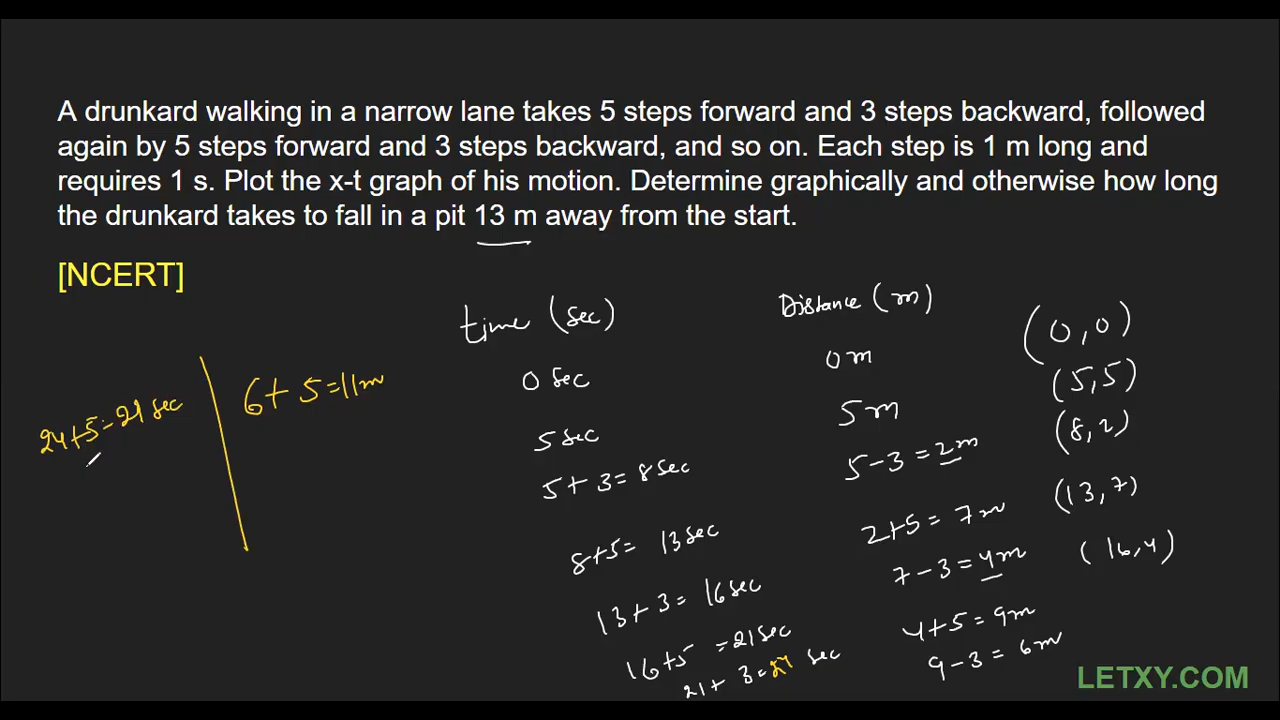 A drunkard walking in a narrow lane takes 5 steps forward and 3 steps backward, followed
again by 5 steps forward and 3 steps backward, and so on. Each step is 1 m long and
requires 1 s. Plot the x-t graph of his motion. Determine graphically and otherwise how long
the drunkard takes to fall in a pit 13 m away from the start.
[NCERT]
time (sec) Distance (m)
0 sec 0 m (0,0)
5 sec 5 m (5,5)
5 + 3 = 8 sec 5 - 3 = 2 m (8,2)
8+5 = 13 sec 2+5 = 7 m (13,7)
13 + 3 = 16 sec 7 - 3 = 4 m (16,4)
16+5 = 21 sec 4+5 = 9 m
21 + 3 = sec 9 - 3 = 6 m
24+5 = 29 sec 6 + 5 = 11 m
LETXY.COM